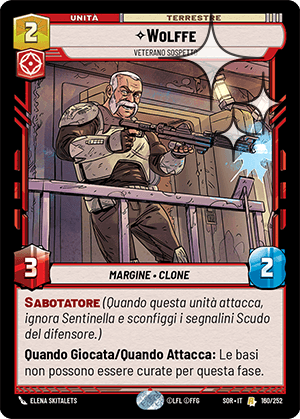 UNITÀ
TERRESTRE
2
✧WOLFFE
VETERANO SOSPETTO
3
2
MARGINE • CLONE
SABOTATORE (Quando questa unità attacca,
ignora Sentinella e sconfiggi i segnalini Scudo
del difensore.)
Quando Giocata/Quando Attacca: Le basi
non possono essere curate per questa fase.
ELENA SKITALETS
©LFL ©FFG
SOR • IT R 160/252